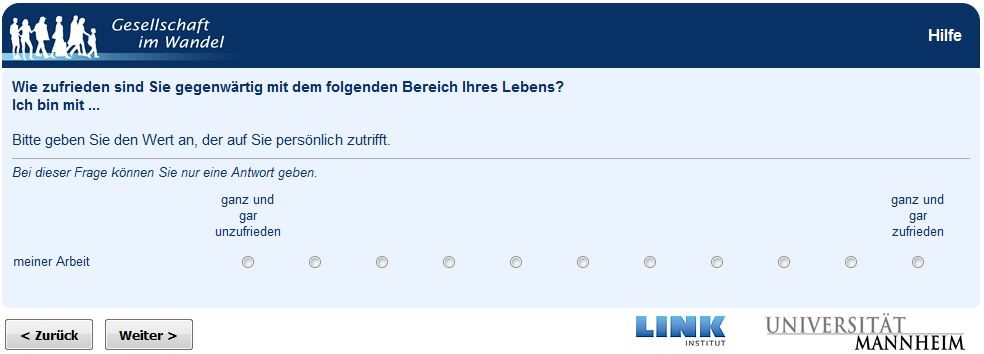 Gesellschaft
im Wandel
Hilfe
Wie zufrieden sind Sie gegenwärtig mit dem folgenden Bereich Ihres Lebens?
Ich bin mit ...
Bitte geben Sie den Wert an, der auf Sie persönlich zutrifft.
Bei dieser Frage können Sie nur eine Antwort geben.
ganz und
gar
unzufrieden
ganz und
gar
zufrieden
meiner Arbeit
< Zurück
Weiter >
LINK
INSTITUT
UNIVERSITÄT
MANNHEIM